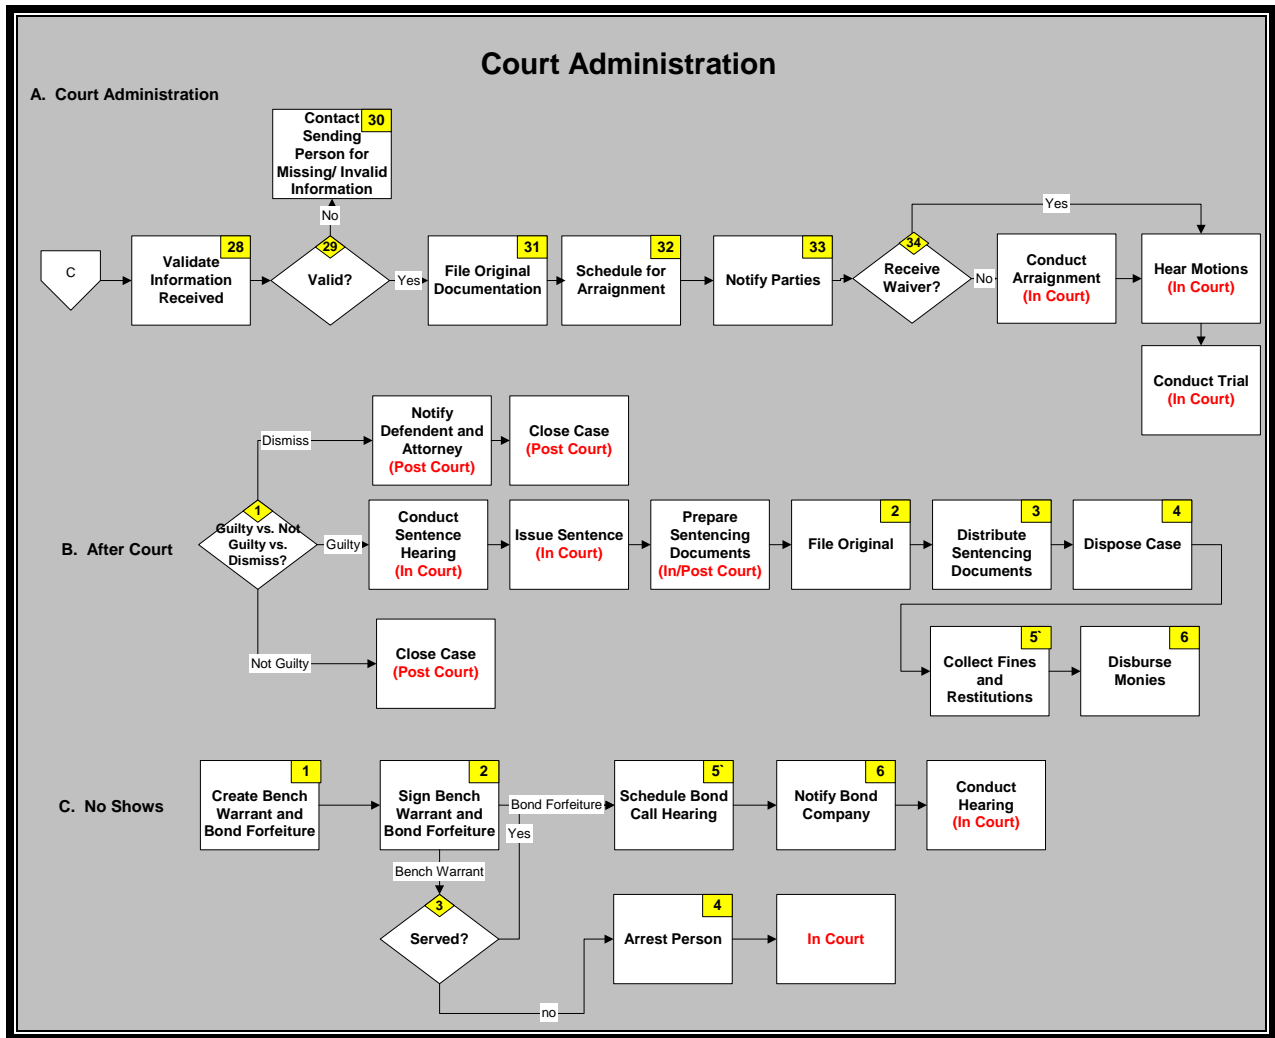 Court Administration
A. Court Administration
30
Contact
Sending
Person for
Missing/ Invalid
Information
No
C
28
Validate
Information
Received
29
Valid?
Yes
31
File Original
Documentation
32
Schedule for
Arraignment
33
Notify Parties
34
Receive
Waiver?
Yes
No
Conduct
Arraignment
(In Court)
Hear Motions
(In Court)
Conduct Trial
(In Court)
B. After Court
1
Guilty vs. Not
Guilty vs.
Dismiss?
Dismiss
Notify
Defendent and
Attorney
(Post Court)
Close Case
(Post Court)
Guilty
Conduct
Sentence
Hearing
(In Court)
Issue Sentence
(In Court)
Prepare
Sentencing
Documents
(In/Post Court)
2
File Original
3
Distribute
Sentencing
Documents
4
Dispose Case
Not Guilty
Close Case
(Post Court)
5`
Collect Fines
and
Restitutions
6
Disburse
Monies
C. No Shows
1
Create Bench
Warrant and
Bond Forfeiture
2
Sign Bench
Warrant and
Bond Forfeiture
Bond Forfeiture
Yes
5`
Schedule Bond
Call Hearing
6
Notify Bond
Company
Conduct
Hearing
(In Court)
Bench Warrant
3
Served?
no
4
Arrest Person
In Court